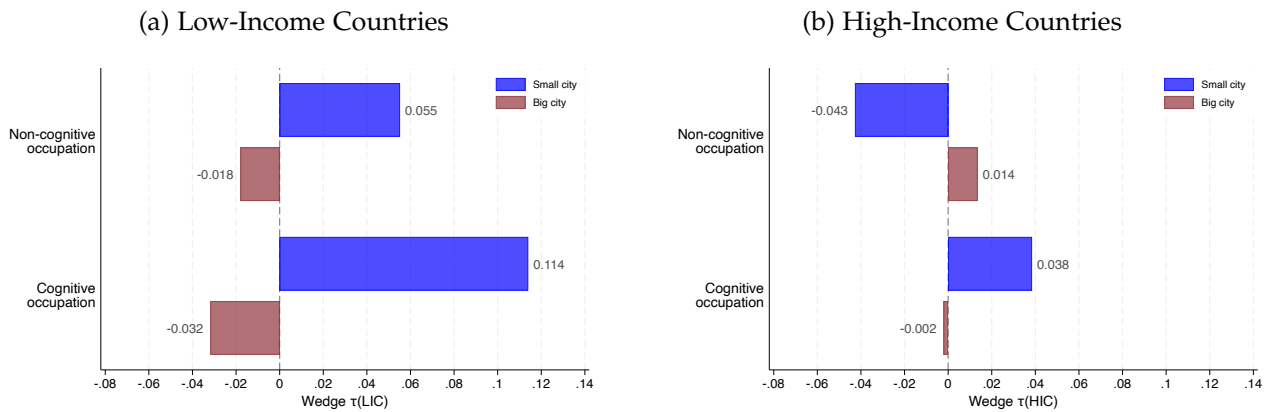 (a) Low-Income Countries
Small city
Big city
Non-cognitive
occupation
0.055
-0.018
Cognitive
occupation
0.114
-0.032
-.08 -.06 -.04 -.02 0 .02 .04 .06 .08 .1 .12 .14
Wedge τ(LIC)
(b) High-Income Countries
Small city
Big city
Non-cognitive
occupation
-0.043
0.014
Cognitive
occupation
0.038
-0.002
-.08 -.06 -.04 -.02 0 .02 .04 .06 .08 .1 .12 .14
Wedge τ(HIC)